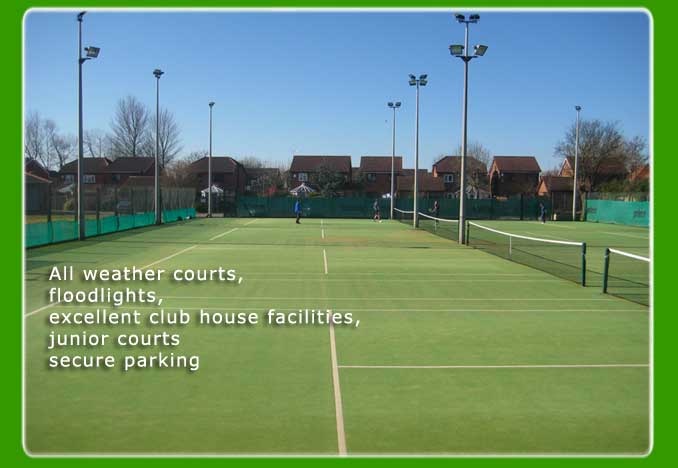 All weather courts,
floodlights,
excellent club house facilities,
junior courts
secure parking